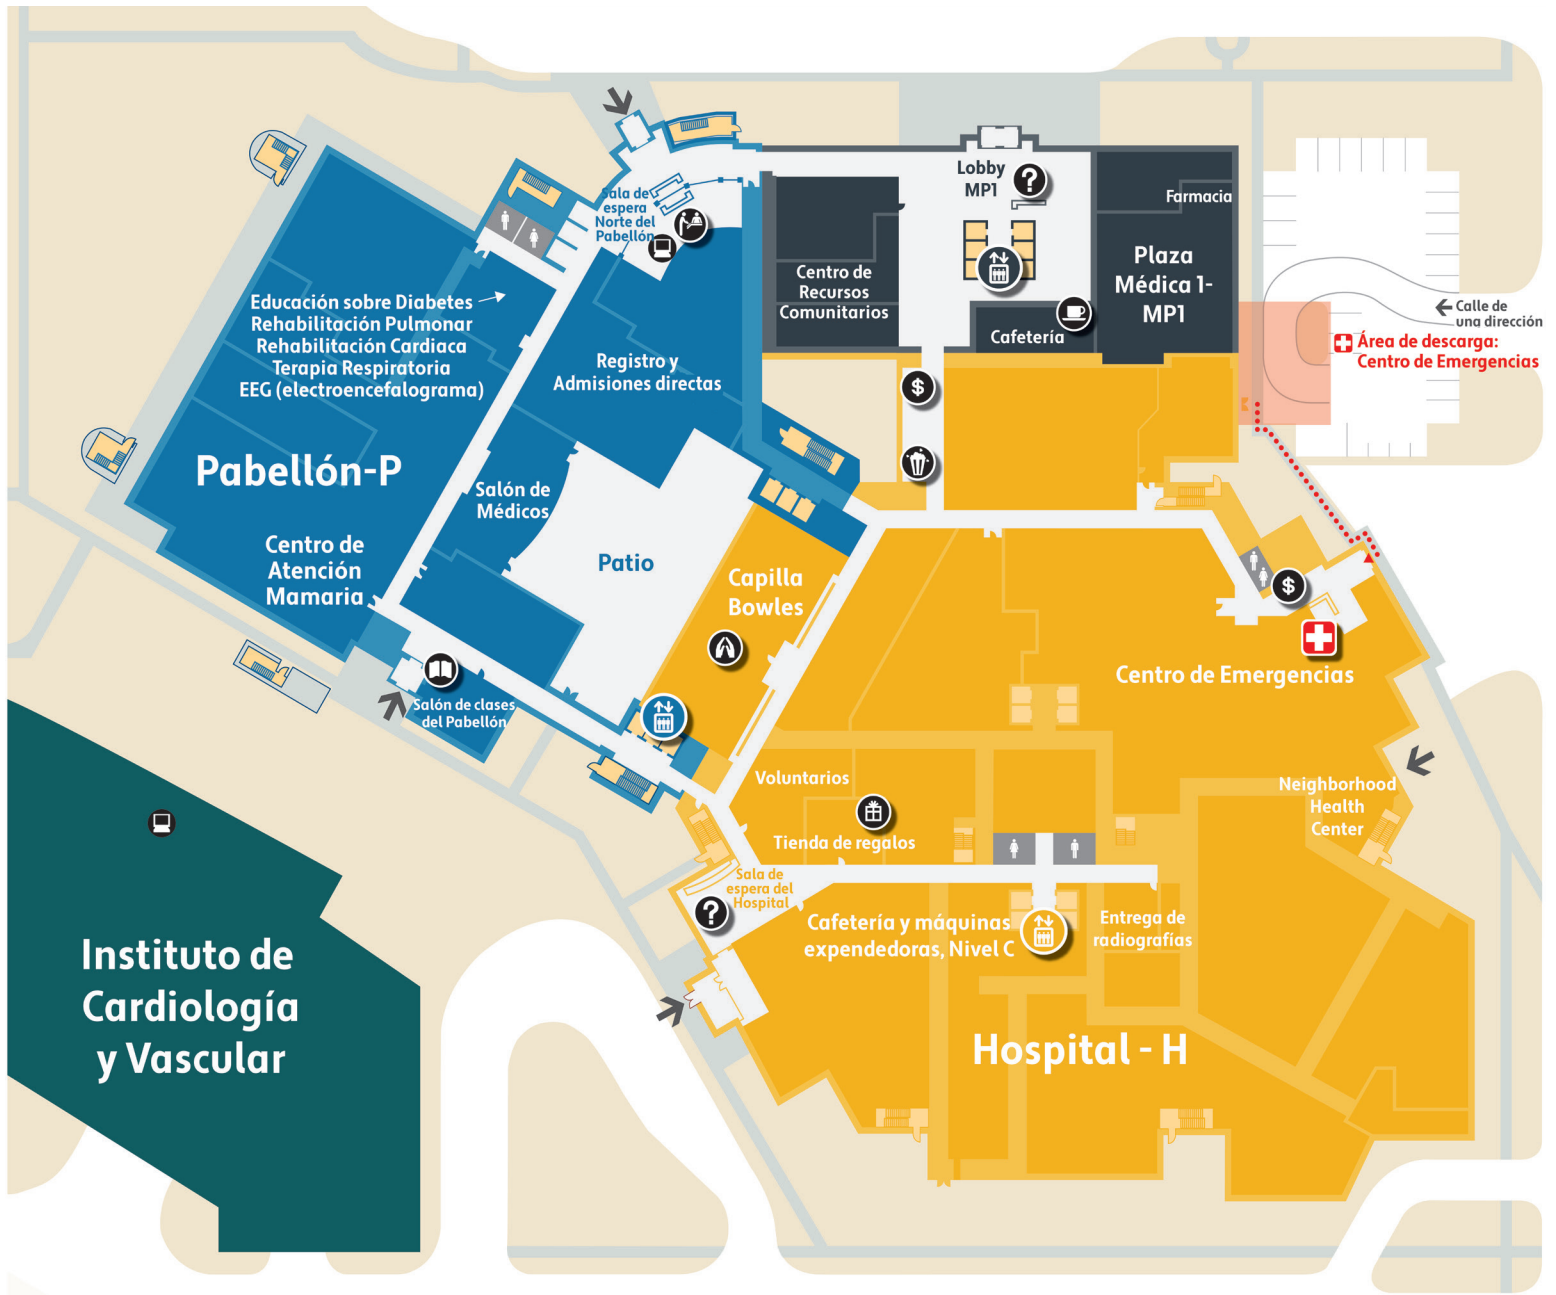 Lobby
MP1
?
Farmacia
Sala de
espera
Norte del
Pabellón
Plaza
Médica 1-
MP1
Centro de
Recursos
Comunitarios
Cafetería
Calle de
una dirección
Área de descarga:
Centro de Emergencias
Educación sobre Diabetes
Rehabilitación Pulmonar
Rehabilitación Cardiaca
Terapia Respiratoria
EEG (electroencefalograma)
Registro y
Admisiones directas
$
Pabellón-P
Salón de
Médicos
Patio
Centro de
Atención
Mamaria
Capilla
Bowles
$
Centro de Emergencias
Salón de clases
del Pabellón
Voluntarios
Tienda de regalos
Neighborhood
Health
Center
Sala de
espera del
Hospital
?
Cafetería y máquinas
expendedoras, Nivel C
Entrega de
radiografías
Instituto de
Cardiología
y Vascular
Hospital - H